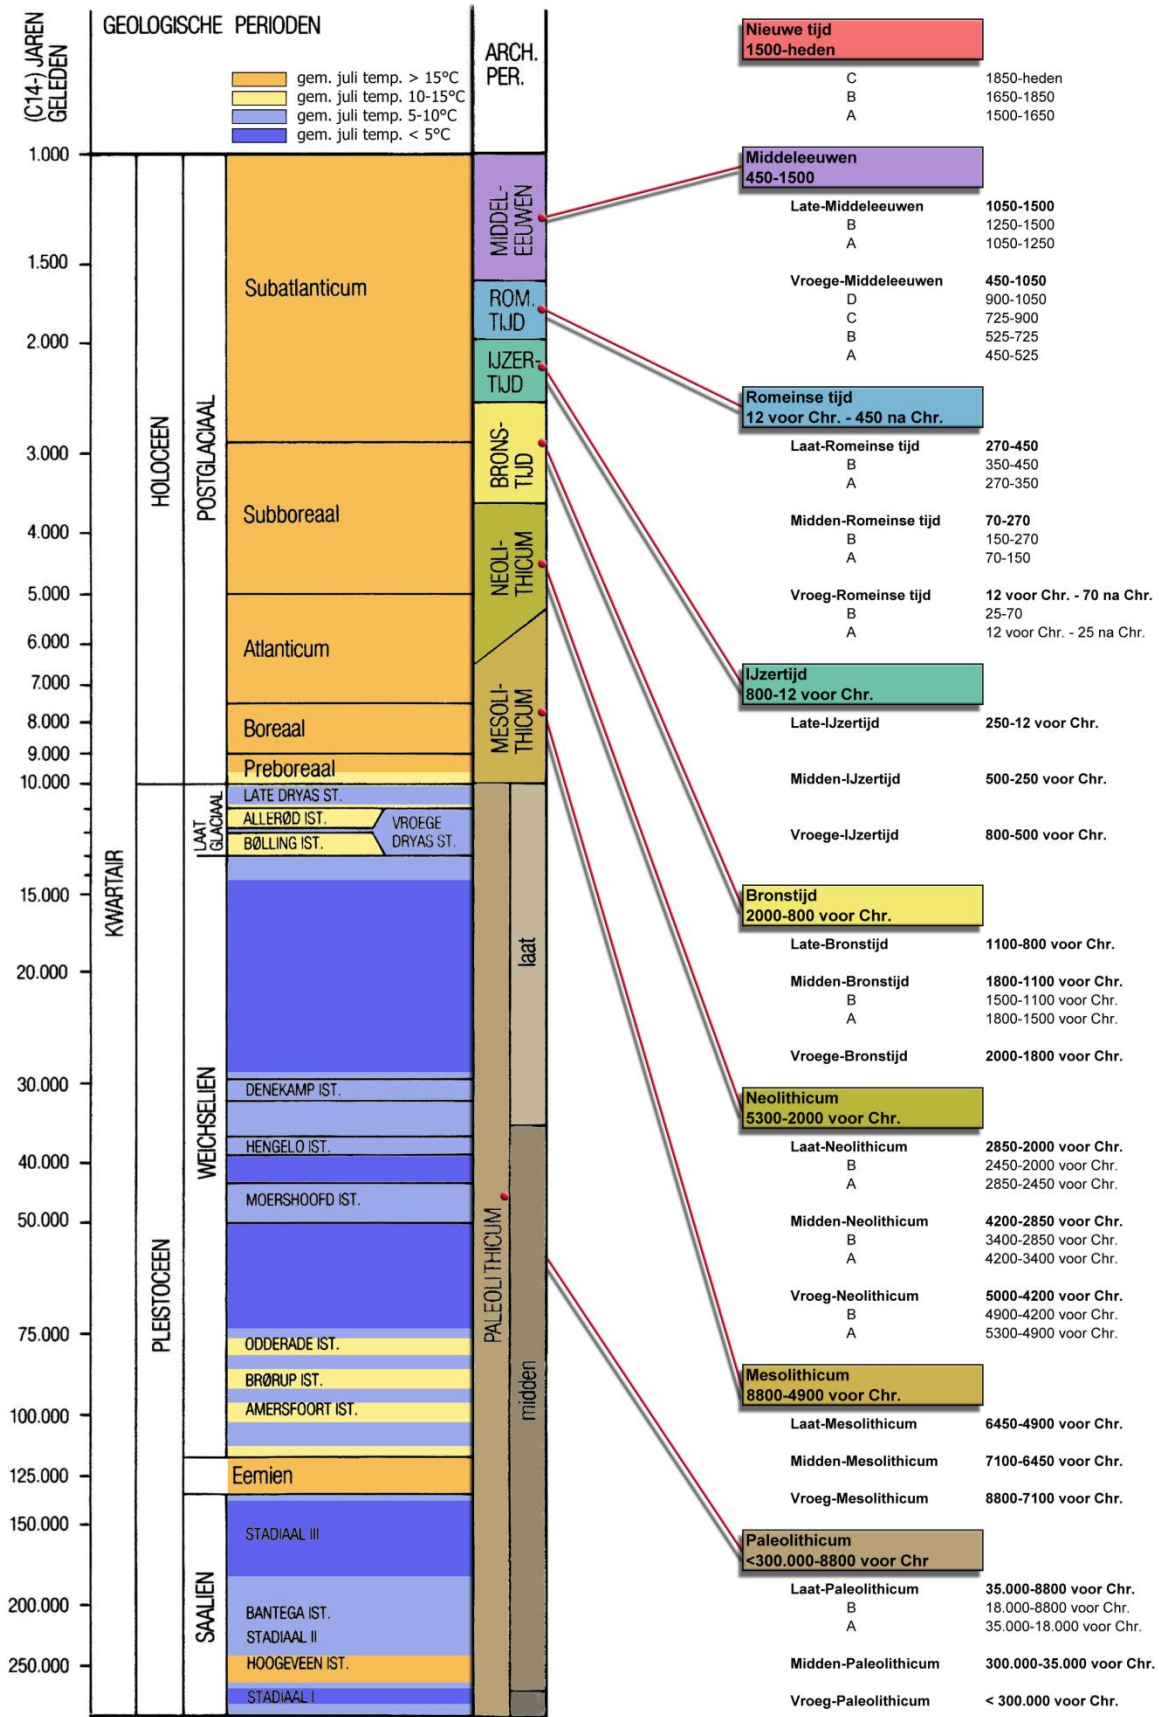 (C14-) JAREN
GELEDEN
GEOLOGISCHE PERIODEN
gem. juli temp. > 15°C
gem. juli temp. 10-15°C
gem. juli temp. 5-10°C
gem. juli temp. < 5°C
ARCH.
PER.
1.000
1.500
2.000
3.000
4.000
5.000
6.000
7.000
8.000
9.000
10.000
15.000
20.000
30.000
40.000
50.000
75.000
100.000
125.000
150.000
200.000
250.000
KWARTAIR
HOLOCEEN
PLEISTOCEEN
POSTGLACIAAL
LAAT
GLACIAAL
WEICHSELIEN
SAALIEN
Subatlanticum
Subboreaal
Atlanticum
Boreaal
Preboreaal
LATE DRYAS ST.
ALLERØD IST.
VROEGE
DRYAS ST.
BØLLING IST.
DENEKAMP IST.
HENGELO IST.
MOERSHOOFD IST.
ODDERADE IST.
BRØRUP IST.
AMERSFOORT IST.
Eemien
STADIAAL III
BANTEGA IST.
STADIAAL II
HOOGEVEEN IST.
STADIAAL I
MIDDEL-
EEUWEN
ROM.
TIJD
IJZER-
TIJD
BRONS-
TIJD
NEOLI-
THICUM
MESOLI-
THICUM
PALEOLITHICUM
laat
midden
Nieuwe tijd
1500-heden
C 1850-heden
B 1650-1850
A 1500-1650
Middeleeuwen
450-1500
Late-Middeleeuwen 1050-1500
B 1250-1500
A 1050-1250
Vroege-Middeleeuwen 450-1050
D 900-1050
C 725-900
B 525-725
A 450-525
Romeinse tijd
12 voor Chr. - 450 na Chr.
Laat-Romeinse tijd 270-450
B 350-450
A 270-350
Midden-Romeinse tijd 70-270
B 150-270
A 70-150
Vroeg-Romeinse tijd 12 voor Chr. - 70 na Chr.
B 25-70
A 12 voor Chr. - 25 na Chr.
IJzertijd
800-12 voor Chr.
Late-IJzertijd 250-12 voor Chr.
Midden-IJzertijd 500-250 voor Chr.
Vroege-IJzertijd 800-500 voor Chr.
Bronstijd
2000-800 voor Chr.
Late-Bronstijd 1100-800 voor Chr.
Midden-Bronstijd 1800-1100 voor Chr.
B 1500-1100 voor Chr.
A 1800-1500 voor Chr.
Vroege-Bronstijd 2000-1800 voor Chr.
Neolithicum
5300-2000 voor Chr.
Laat-Neolithicum 2850-2000 voor Chr.
B 2450-2000 voor Chr.
A 2850-2450 voor Chr.
Midden-Neolithicum 4200-2850 voor Chr.
B 3400-2850 voor Chr.
A 4200-3400 voor Chr.
Vroeg-Neolithicum 5000-4200 voor Chr.
B 4900-4200 voor Chr.
A 5300-4900 voor Chr.
Mesolithicum
8800-4900 voor Chr.
Laat-Mesolithicum 6450-4900 voor Chr.
Midden-Mesolithicum 7100-6450 voor Chr.
Vroeg-Mesolithicum 8800-7100 voor Chr.
Paleolithicum
<300.000-8800 voor Chr
Laat-Paleolithicum 35.000-8800 voor Chr.
B 18.000-8800 voor Chr.
A 35.000-18.000 voor Chr.
Midden-Paleolithicum 300.000-35.000 voor Chr.
Vroeg-Paleolithicum < 300.000 voor Chr.